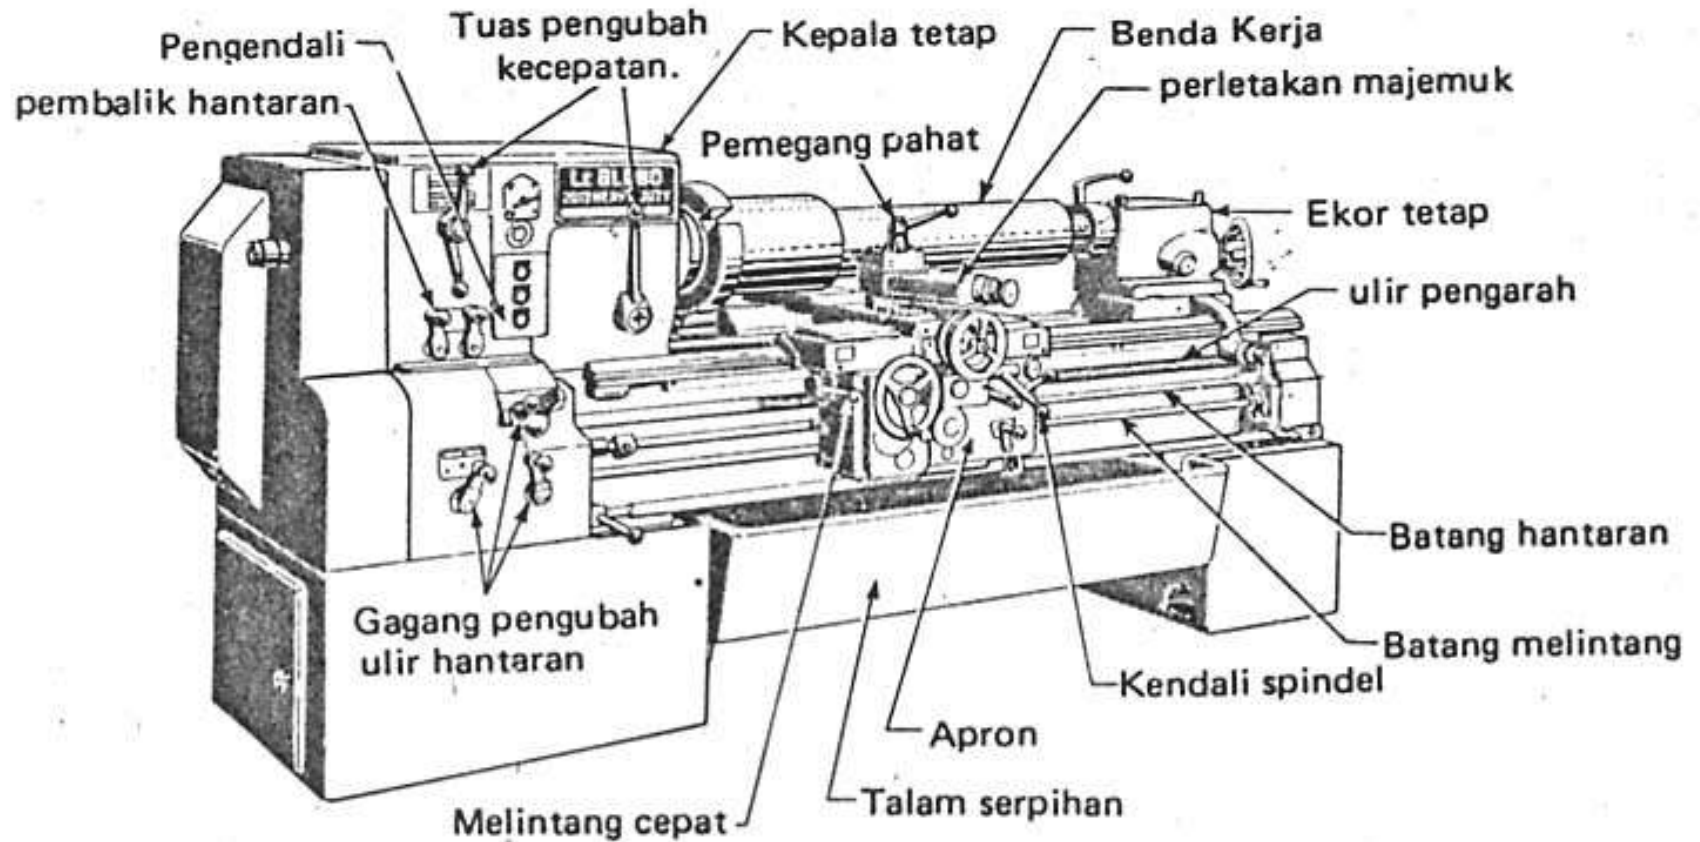 Pengendali
Tuas pengubah
kecepatan.
Kepala tetap
Benda Kerja
pembalik hantaran
perletakan majemuk
Pemegang pahat
Ekor tetap
ulir pengarah
Batang hantaran
Gagang pengubah
ulir hantaran
Batang melintang
Kendali spindel
Apron
Talam serpihan
Melintang cepat